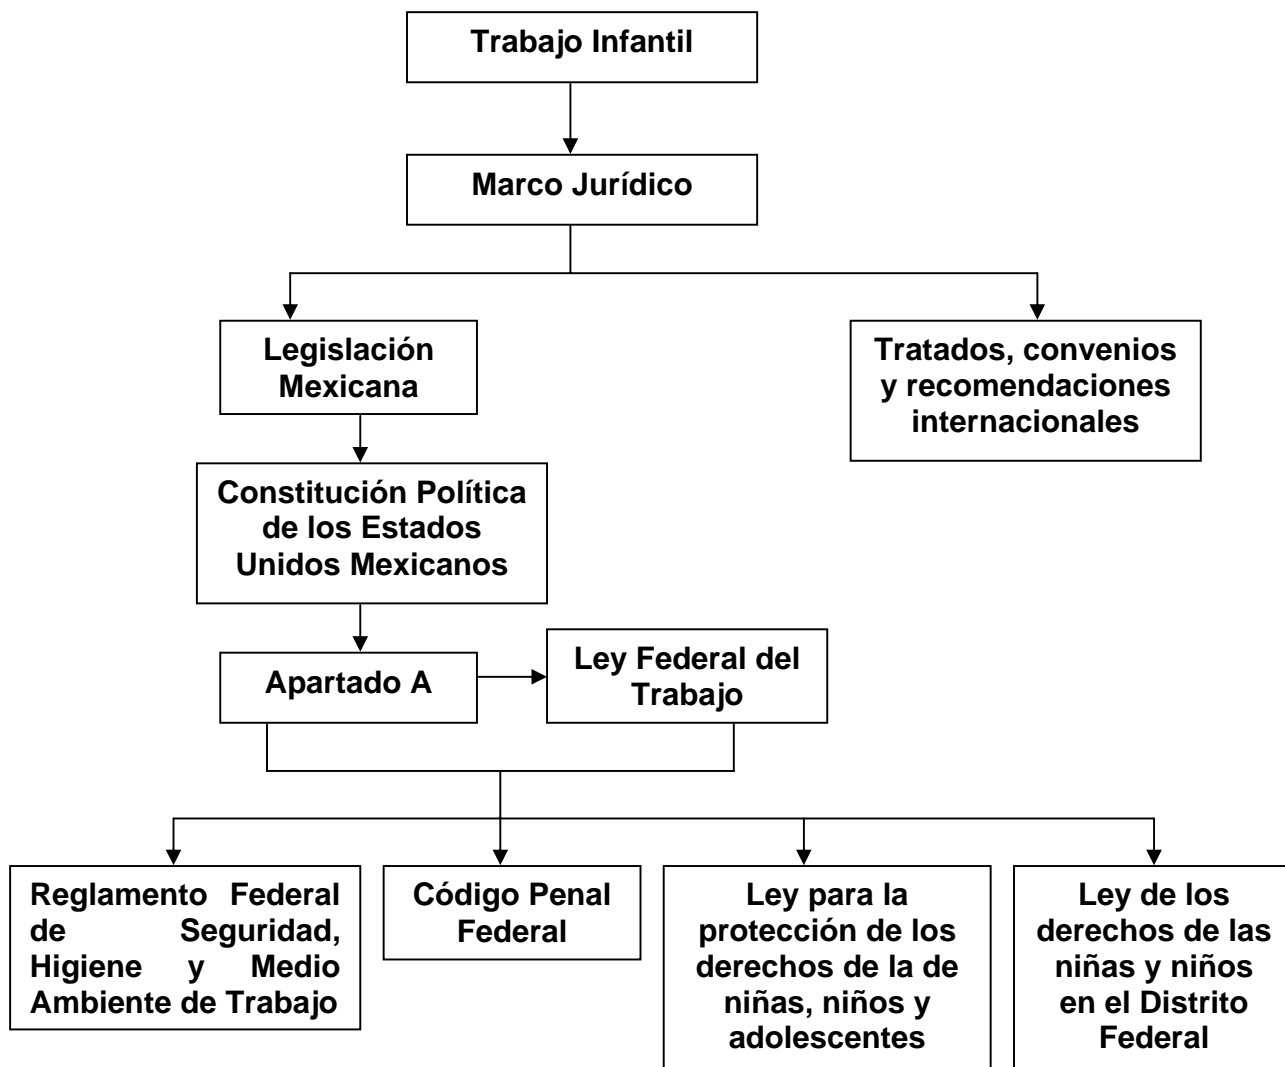 Trabajo Infantil
Marco Jurídico
Legislación
Mexicana
Tratados, convenios
y recomendaciones
internacionales
Constitución Política
de los Estados
Unidos Mexicanos
Apartado A
Ley Federal del
Trabajo
Reglamento Federal
de Seguridad,
Higiene y Medio
Ambiente de Trabajo
Código Penal
Federal
Ley para la
protección de los
derechos de la de
niñas, niños y
adolescentes
Ley de los
derechos de las
niñas y niños
en el Distrito
Federal